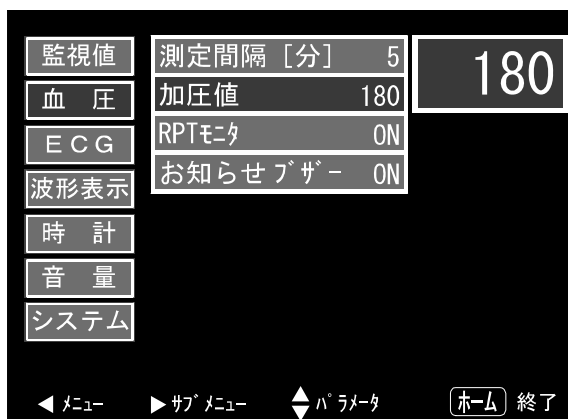 監視値
血 圧
ECG
波形表示
時 計
音 量
システム
測定間隔 [分] 5
加圧値 180
RPTﾓﾆﾀ ON
お知らせブザー ON
180
◀ ﾒﾆｭｰ ▶ ｻﾌﾞﾒﾆｭｰ ◆ ﾊﾟﾗﾒｰﾀ ホーム 終了